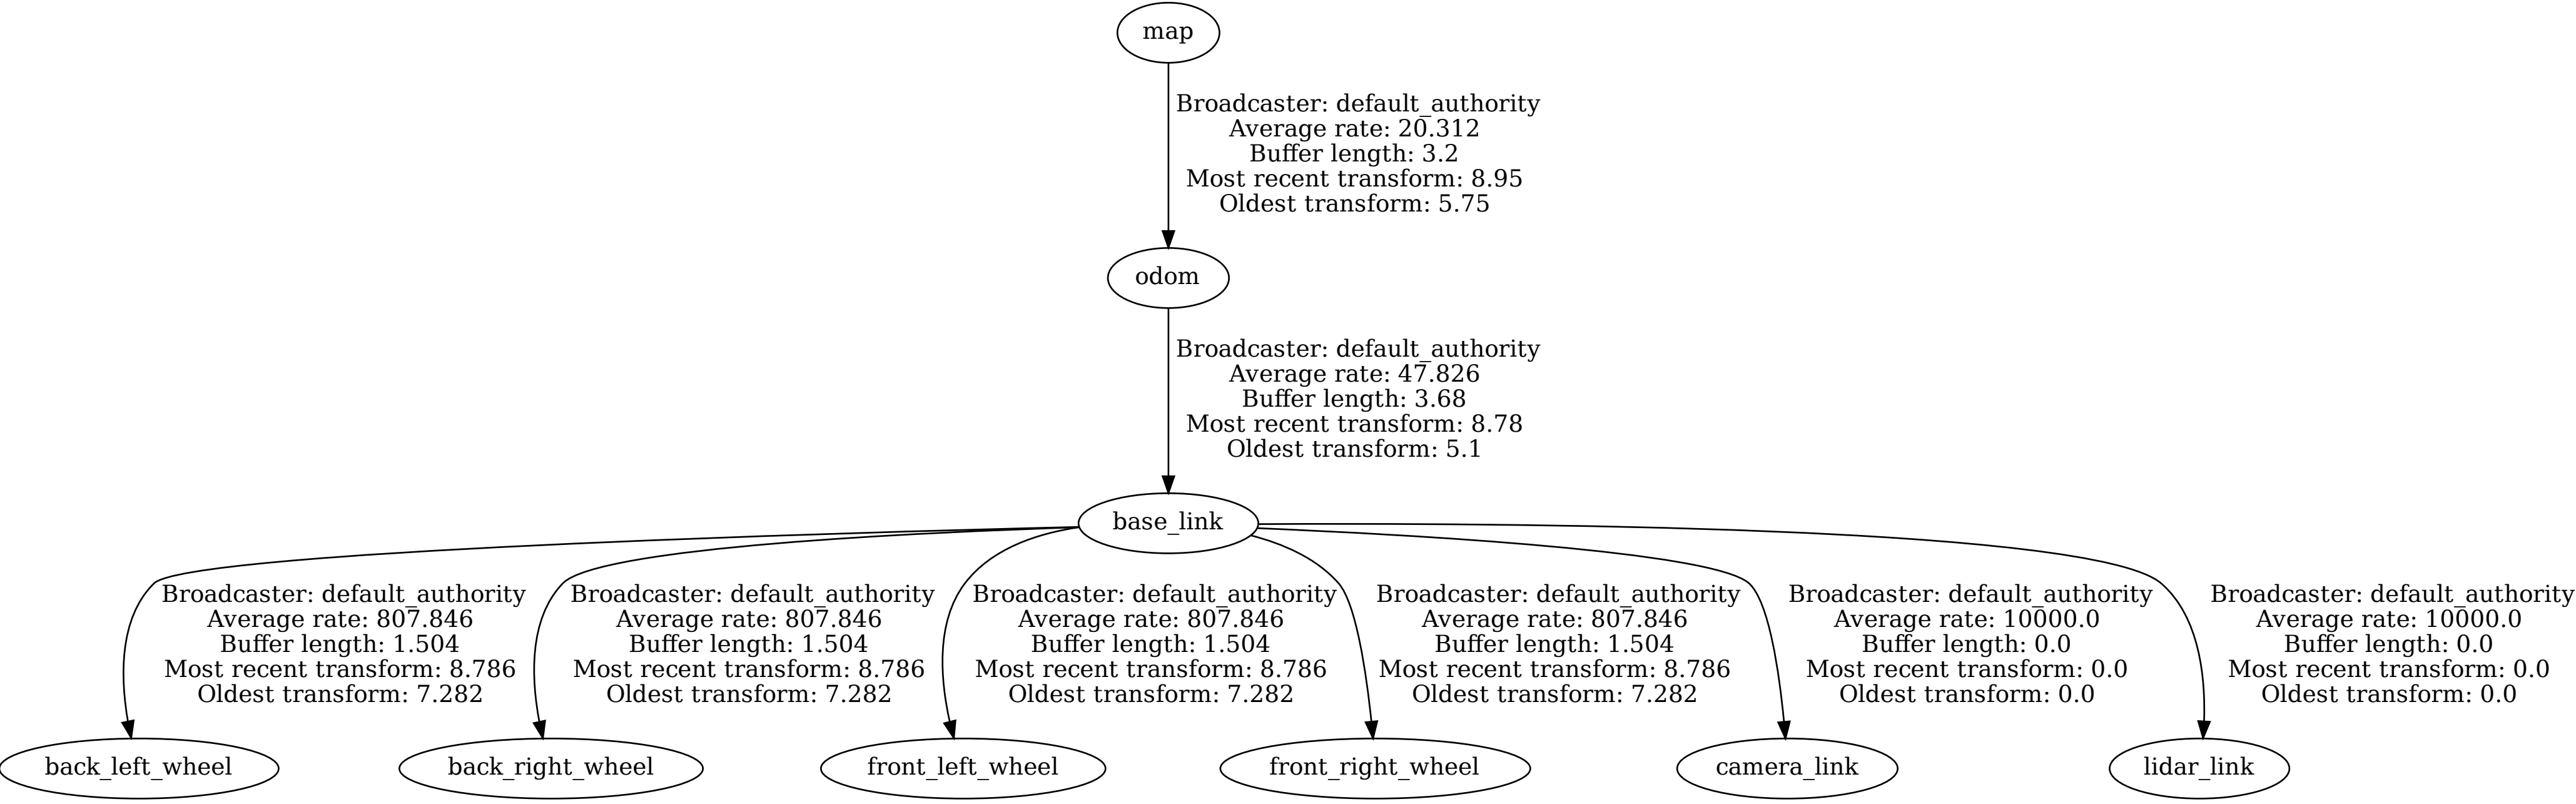 map
Broadcaster: default_authority
Average rate: 20.312
Buffer length: 3.2
Most recent transform: 8.95
Oldest transform: 5.75
odom
Broadcaster: default_authority
Average rate: 47.826
Buffer length: 3.68
Most recent transform: 8.78
Oldest transform: 5.1
base_link
Broadcaster: default_authority
Average rate: 807.846
Buffer length: 1.504
Most recent transform: 8.786
Oldest transform: 7.282
Broadcaster: default_authority
Average rate: 807.846
Buffer length: 1.504
Most recent transform: 8.786
Oldest transform: 7.282
Broadcaster: default_authority
Average rate: 807.846
Buffer length: 1.504
Most recent transform: 8.786
Oldest transform: 7.282
Broadcaster: default_authority
Average rate: 807.846
Buffer length: 1.504
Most recent transform: 8.786
Oldest transform: 7.282
Broadcaster: default_authority
Average rate: 10000.0
Buffer length: 0.0
Most recent transform: 0.0
Oldest transform: 0.0
Broadcaster: default_authority
Average rate: 10000.0
Buffer length: 0.0
Most recent transform: 0.0
Oldest transform: 0.0
back_left_wheel
back_right_wheel
front_left_wheel
front_right_wheel
camera_link
lidar_link